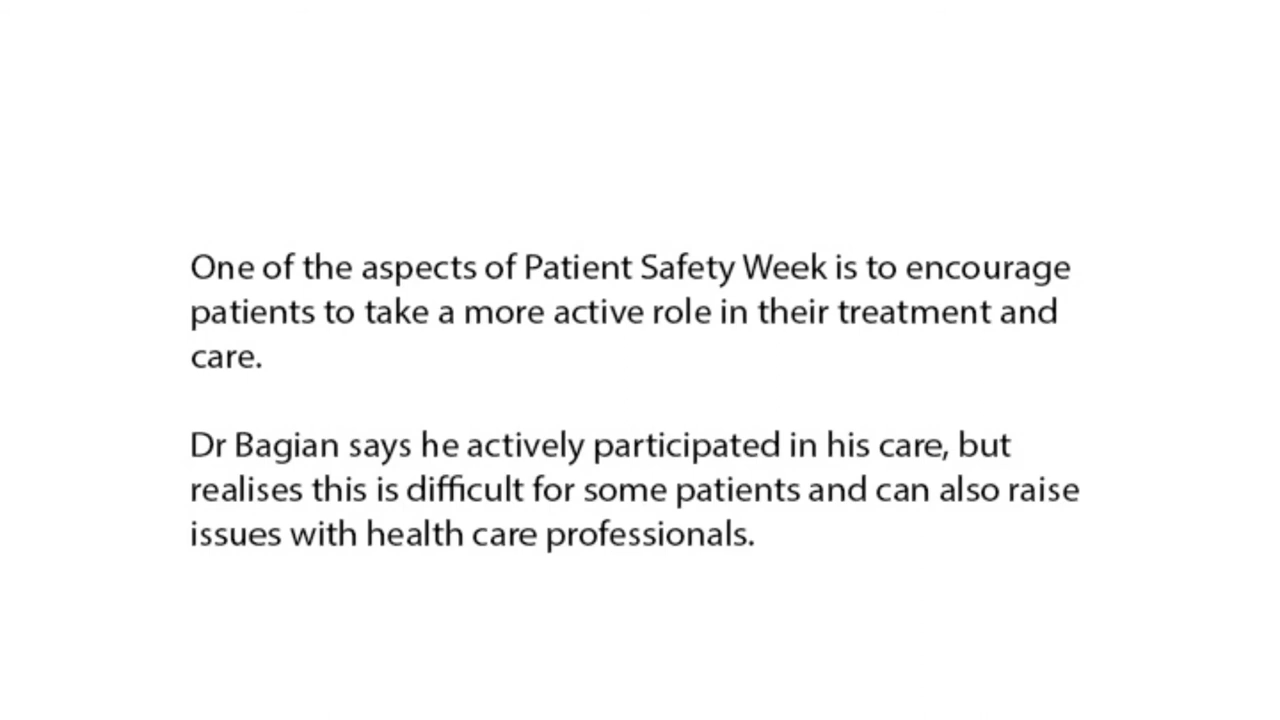 One of the aspects of Patient Safety Week is to encourage
patients to take a more active role in their treatment and
care.
Dr Bagian says he actively participated in his care, but
realises this is difficult for some patients and can also raise
issues with health care professionals.